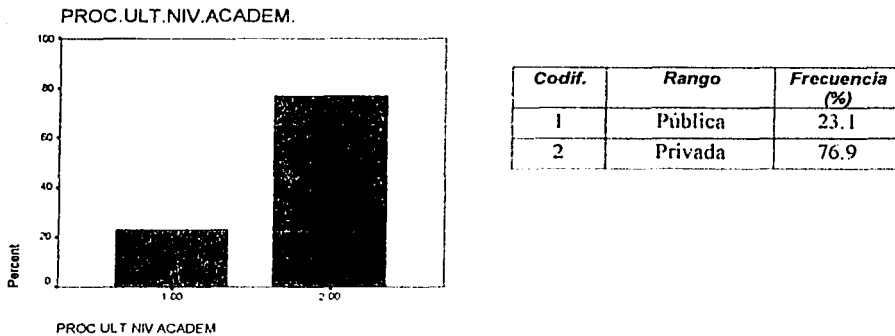 PROC.ULT.NIV.ACADEM.
100
80
60
40
20
0
Percent
1.00
2.00
PROC ULT NIV ACADEM
Codif. Rango Frecuencia (%)
1 Pública 23.1
2 Privada 76.9